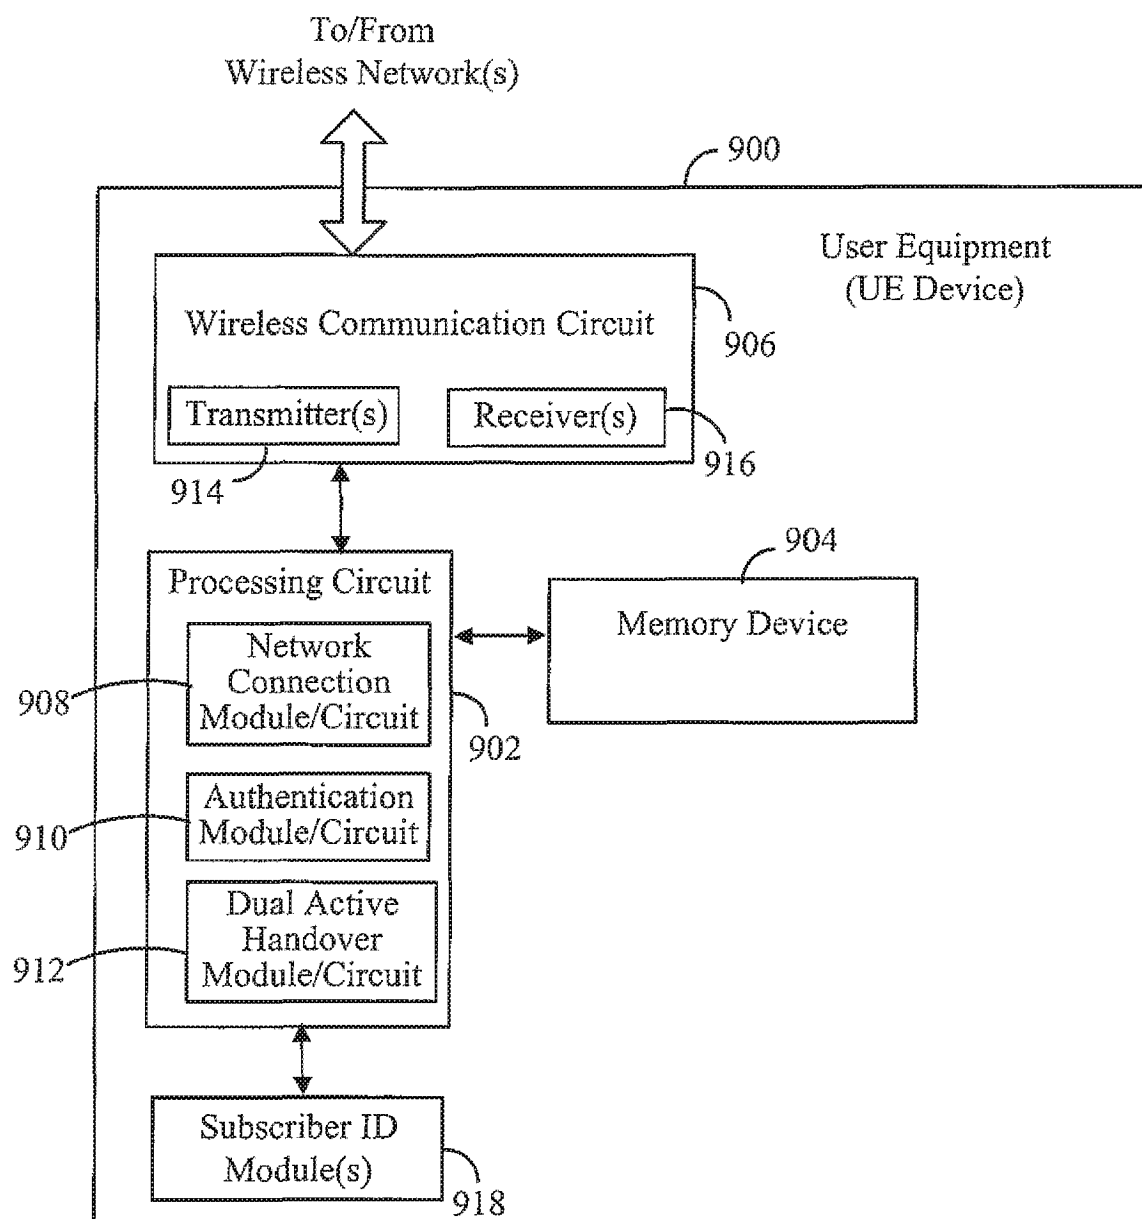 To/From
Wireless Network(s)
900
User Equipment
(UE Device)
Wireless Communication Circuit
906
Transmitter(s)
Receiver(s)
914
916
Processing Circuit
904
Memory Device
Network
Connection
Module/Circuit
908
902
Authentication
Module/Circuit
910
Dual Active
Handover
Module/Circuit
912
Subscriber ID
Module(s)
918